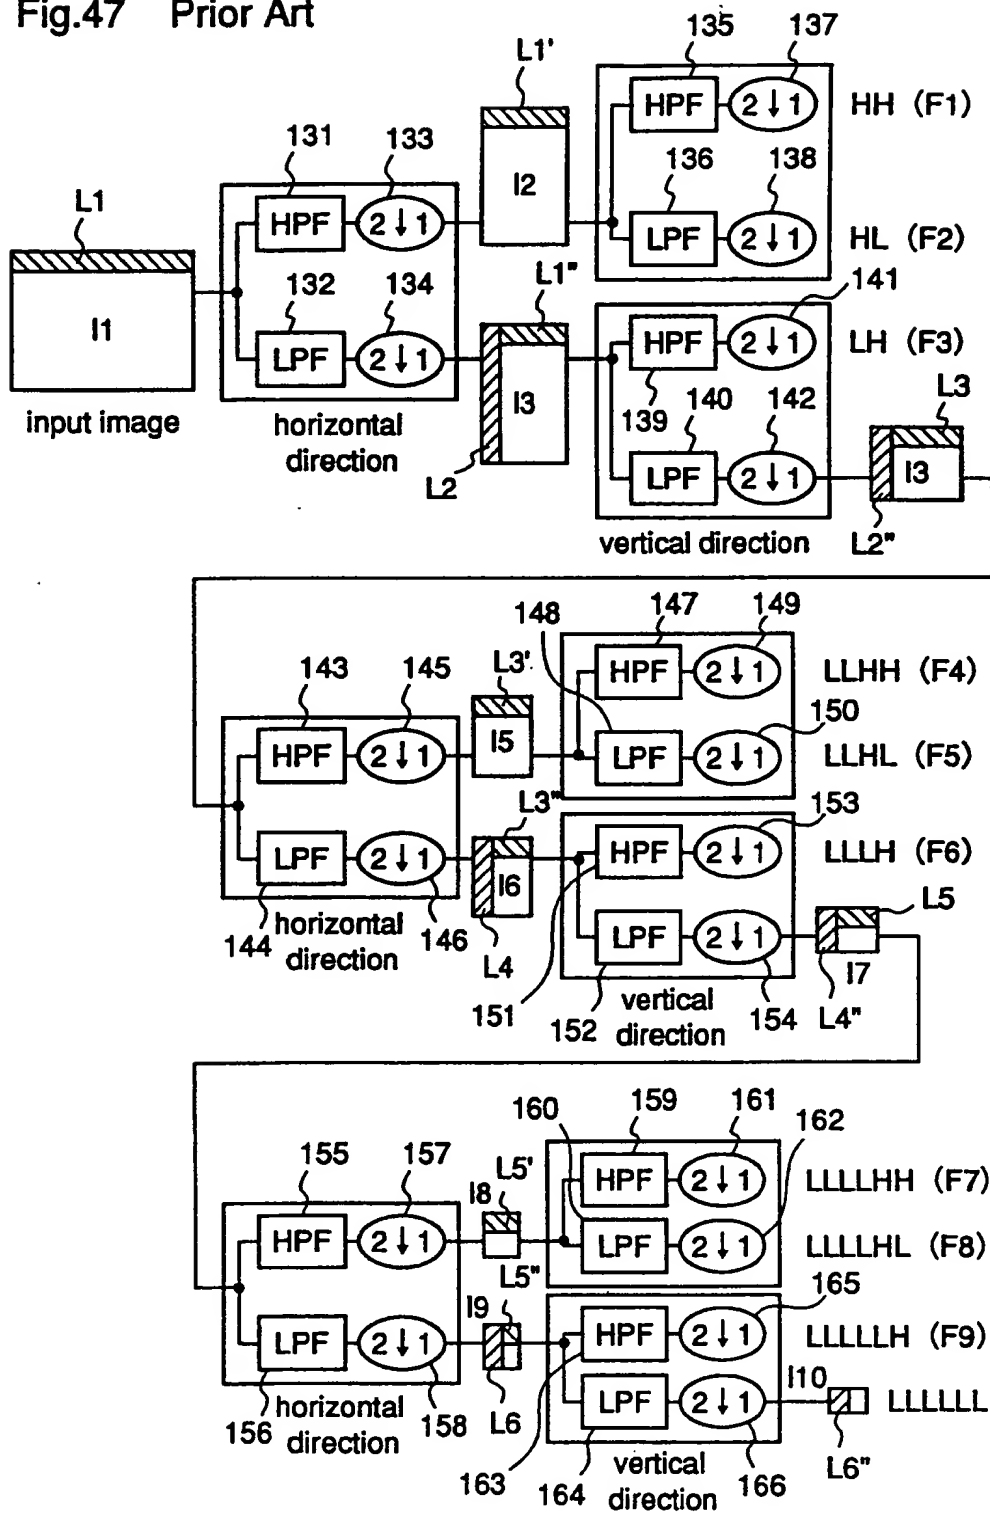 Fig.47 Prior Art
135 137
L1'
HPF 2↓1 HH (F1)
131 133
136 138
L1
I2
HPF 2↓1
LPF 2↓1 HL (F2)
L1"
141
132 134
I1
HPF 2↓1 LH (F3)
LPF 2↓1
I3
139 140 142
L3
input image
horizontal
direction
L2
LPF 2↓1
I3
vertical direction
L2"
148 147 149
143 145
L3'
HPF 2↓1 LLHH (F4)
150
HPF 2↓1
I5
LPF 2↓1 LLHL (F5)
L3"
153
LPF 2↓1
I6
HPF 2↓1 LLLH (F6)
L5
144
horizontal
direction
146
L4
LPF 2↓1
I7
151 152
vertical
direction
154
L4"
160 159 161
162
155 157
L5'
I8
HPF 2↓1 LLLLHH (F7)
HPF 2↓1
LPF 2↓1 LLLLHL (F8)
L5"
165
I9
LPF 2↓1
HPF 2↓1 LLLLLH (F9)
I10
LPF 2↓1
LLLLLL
156
horizontal
direction
158
L6
163 164
vertical
direction
166
L6"